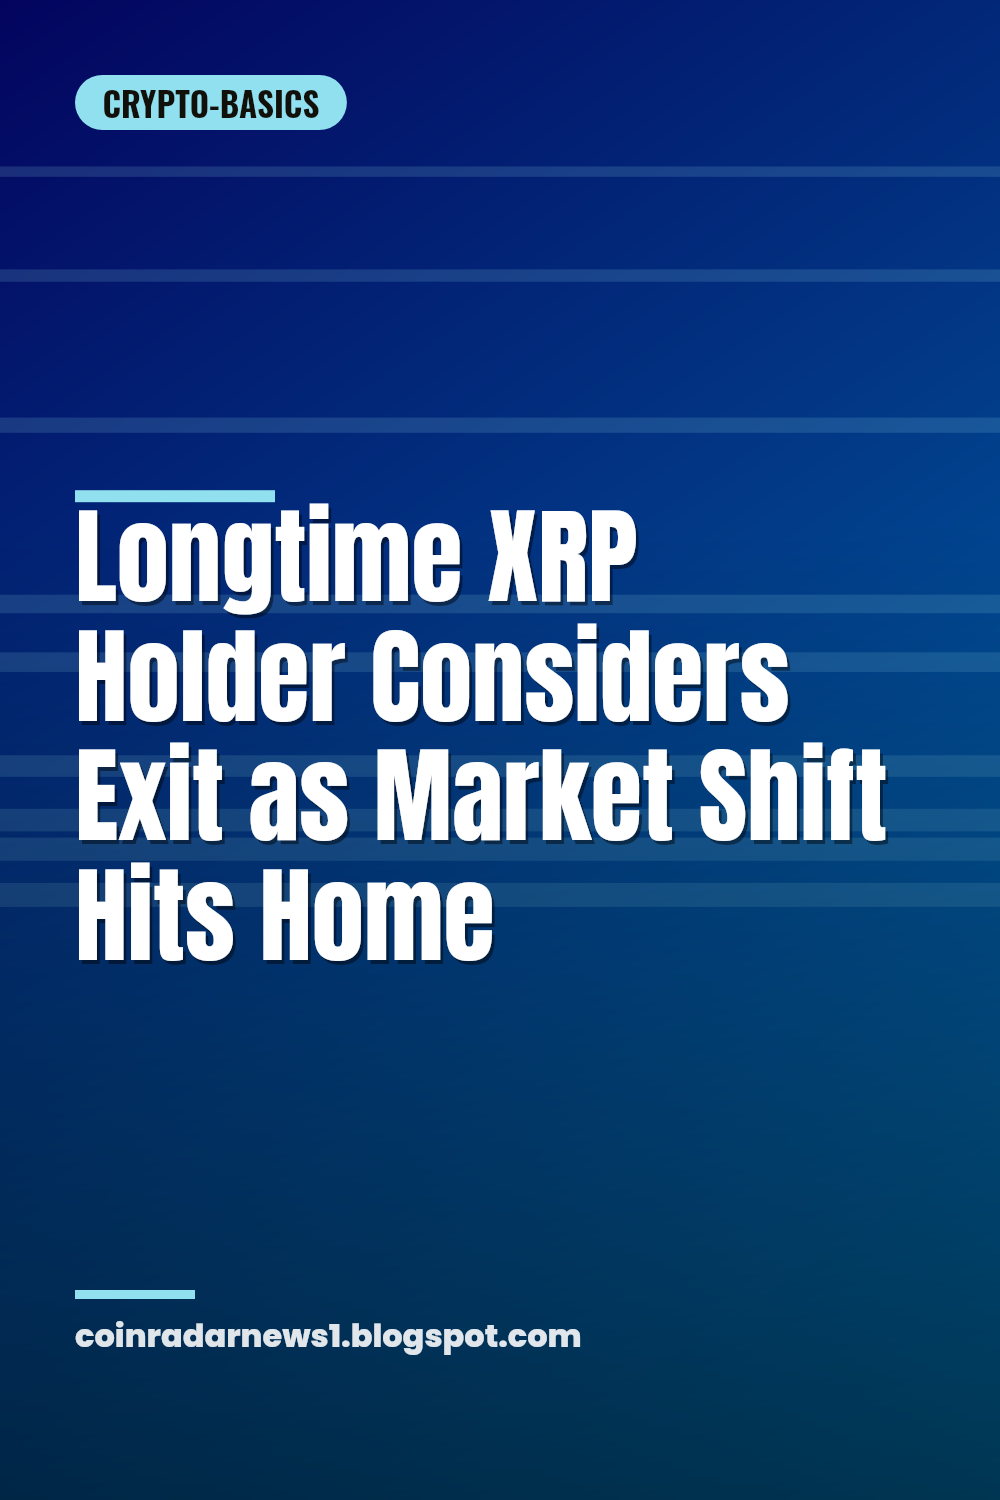 CRYPTO-BASICS
Longtime XRP
Holder Considers
Exit as Market Shift
Hits Home
coinradarnews1.blogspot.com